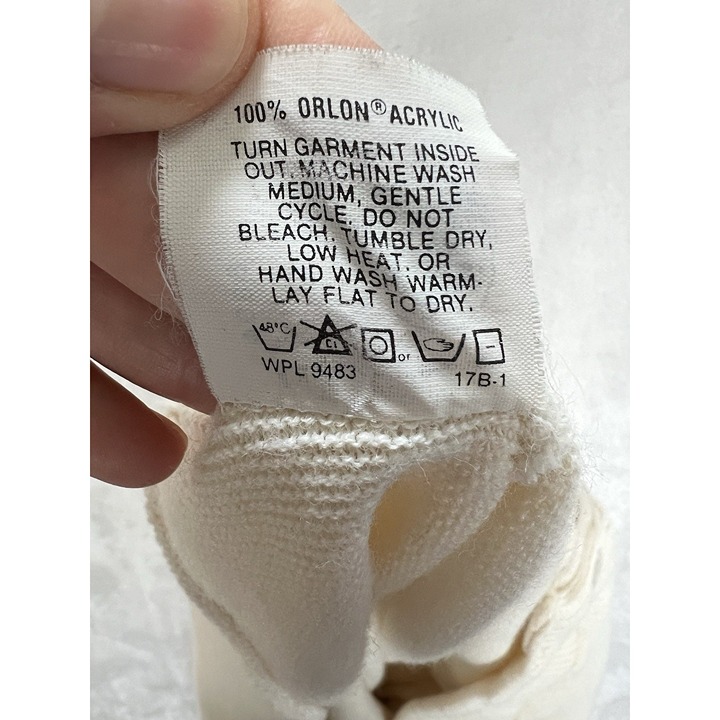 100% ORLON® ACRYLIC
TURN GARMENT INSIDE
OUT. MACHINE WASH
MEDIUM, GENTLE
CYCLE. DO NOT
BLEACH. TUMBLE DRY,
LOW HEAT. OR
HAND WASH WARM-
LAY FLAT TO DRY.
48°C Cl or
WPL 9483 17B-1